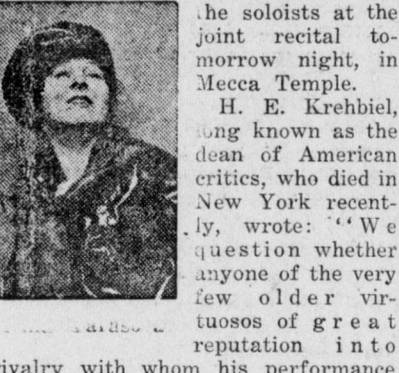 the soloists at the
joint recital to-
morrow night, in
Mecca Temple.
H. E. Krehbiel,
long known as the
dean of American
critics, who died in
New York recent-
ly, wrote: "We
question whether
anyone of the very
few older vir-
tuosos of great
reputation into
rivalry with whom his performance